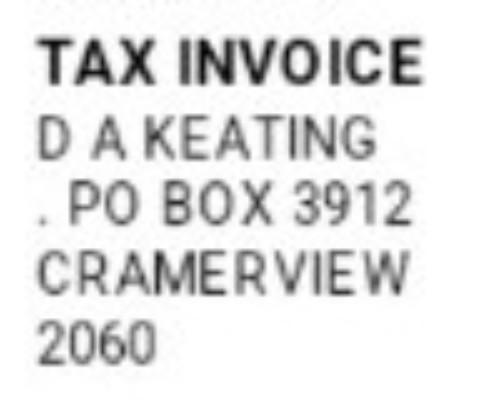 TAX INVOICE
D A KEATING
. PO BOX 3912
CRAMERVIEW
2060